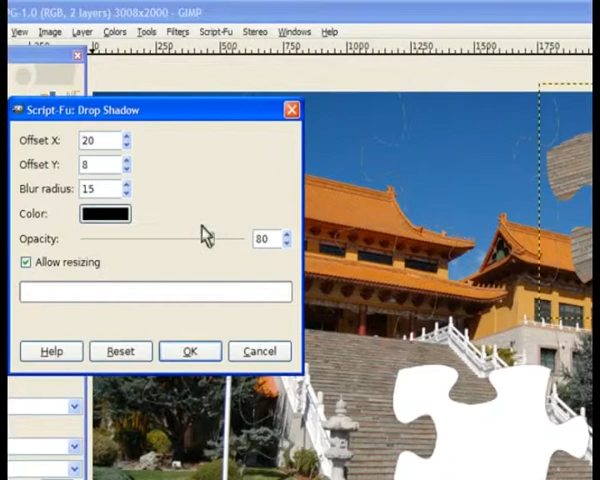 PG-1.0 (RGB, 2 layers) 3008x2000 - GIMP
View Image Layer Colors Tools Filters Script-Fu Stereo Windows Help
0 250 500 750 1000 1250 1500 1750
Script-Fu: Drop Shadow
Offset X: 20
Offset Y: 8
Blur radius: 15
Color:
Opacity: 80
Allow resizing
Help Reset OK Cancel